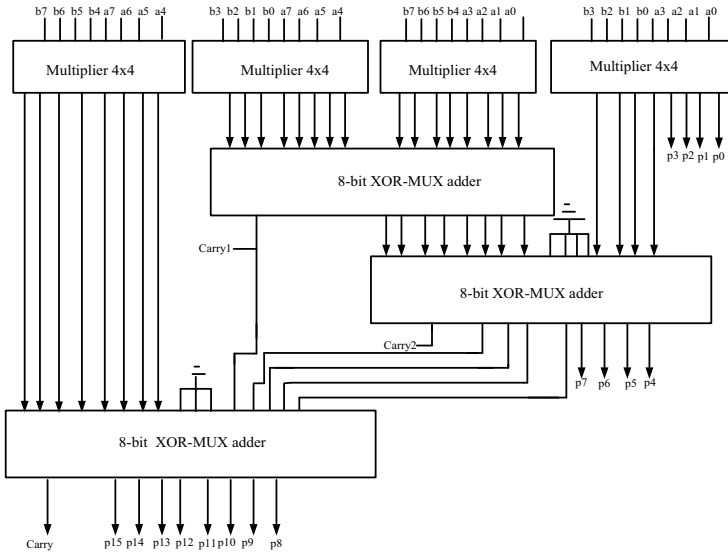 b7 b6 b5 b4 a7 a6 a5 a4
b3 b2 b1 b0 a7 a6 a5 a4
b7 b6 b5 b4 a3 a2 a1 a0
b3 b2 b1 b0 a3 a2 a1 a0
Multiplier 4x4
Multiplier 4x4
Multiplier 4x4
Multiplier 4x4
p3 p2 p1 p0
8-bit XOR-MUX adder
Carry1
8-bit XOR-MUX adder
Carry2
p7 p6 p5 p4
8-bit XOR-MUX adder
Carry p15 p14 p13 p12 p11 p10 p9 p8